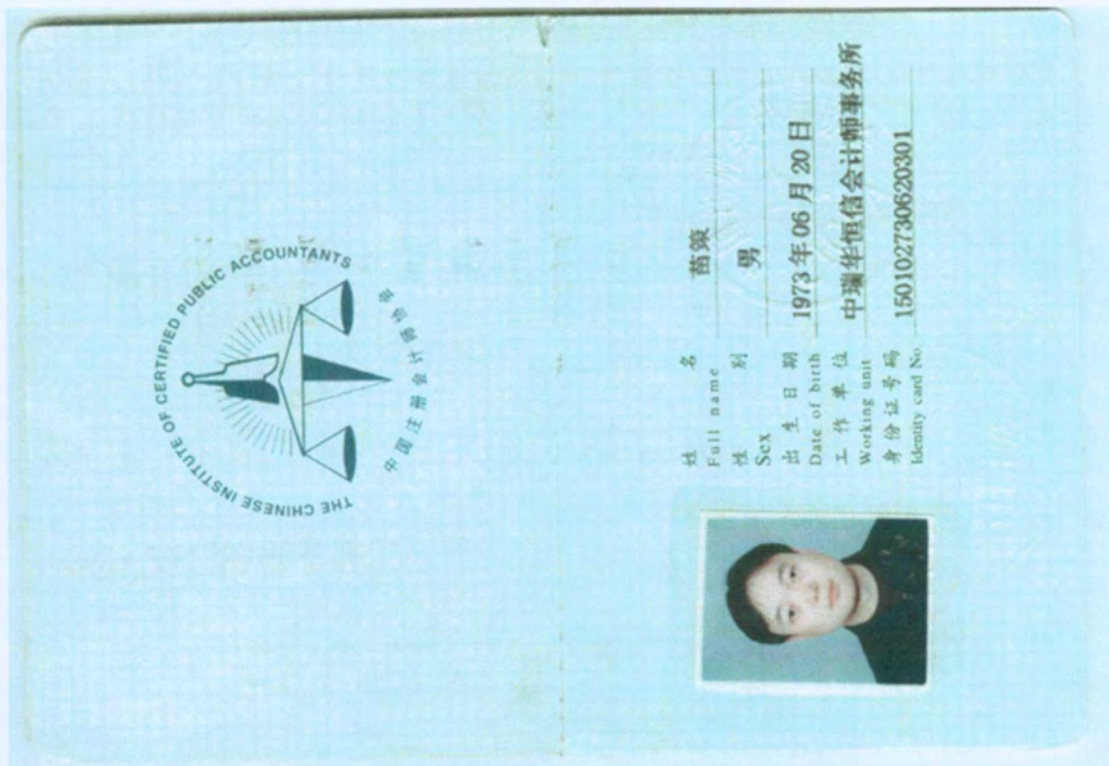 THE CHINESE INSTITUTE OF CERTIFIED PUBLIC ACCOUNTANTS
中国注册会计师协会
姓 名 苗策
Full name
性 别 男
Sex
出 生 日 期 1973年06月20日
Date of birth
工 作 单 位 中瑞华恒信会计师事务所
Working unit
身 份 证 号 码 150102730620301
Identity card No.